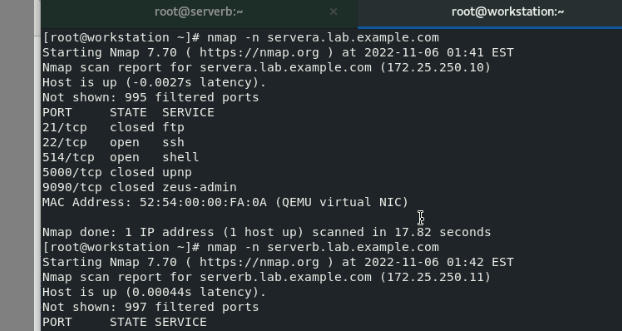 root@serverb:~ × root@workstation:~
[root@workstation ~]# nmap -n servera.lab.example.com
Starting Nmap 7.70 ( https://nmap.org ) at 2022-11-06 01:41 EST
Nmap scan report for servera.lab.example.com (172.25.250.10)
Host is up (-0.0027s latency).
Not shown: 995 filtered ports
PORT     STATE  SERVICE
21/tcp   closed ftp
22/tcp   open   ssh
514/tcp  open   shell
5000/tcp closed upnp
9090/tcp closed zeus-admin
MAC Address: 52:54:00:00:FA:0A (QEMU virtual NIC)
Nmap done: 1 IP address (1 host up) scanned in 17.82 seconds
[root@workstation ~]# nmap -n serverb.lab.example.com
Starting Nmap 7.70 ( https://nmap.org ) at 2022-11-06 01:42 EST
Nmap scan report for serverb.lab.example.com (172.25.250.11)
Host is up (0.00044s latency).
Not shown: 997 filtered ports
PORT     STATE SERVICE